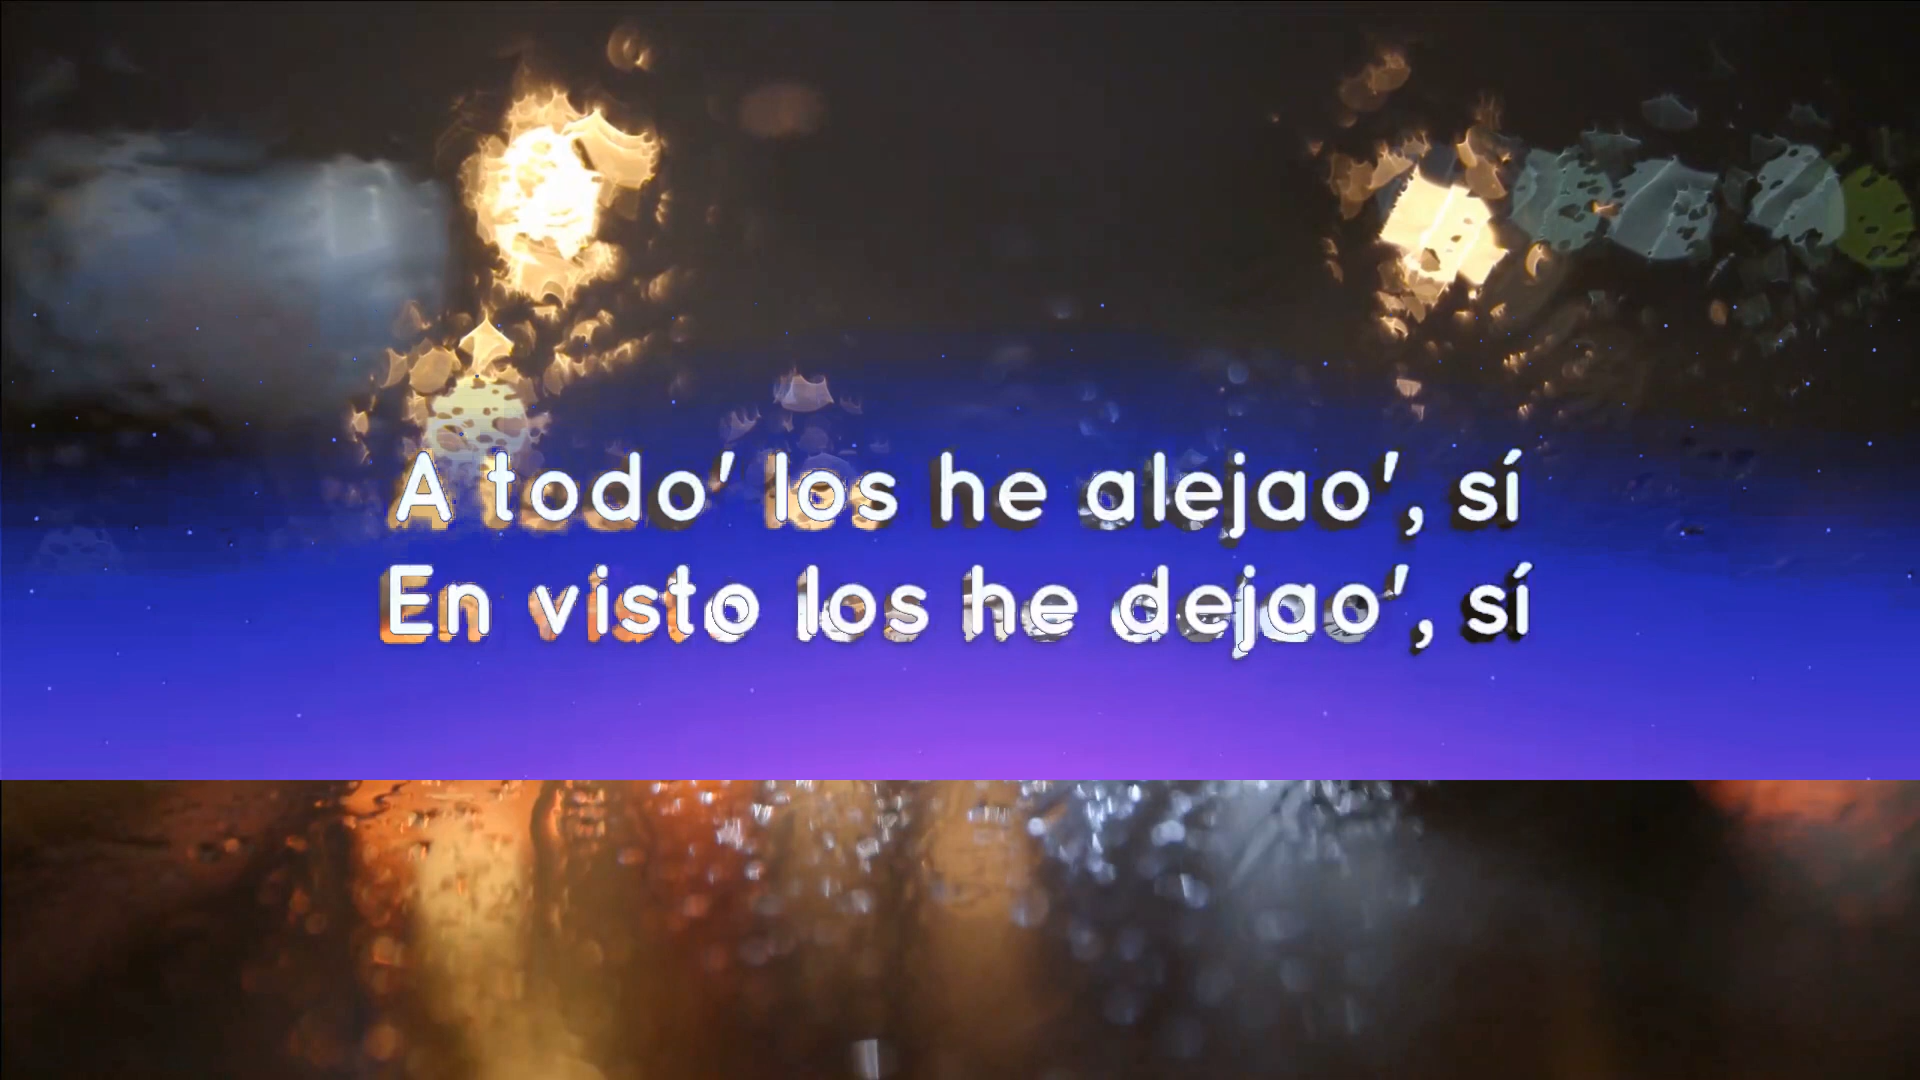 A todo' los he alejao', sí
En visto los he dejao', sí